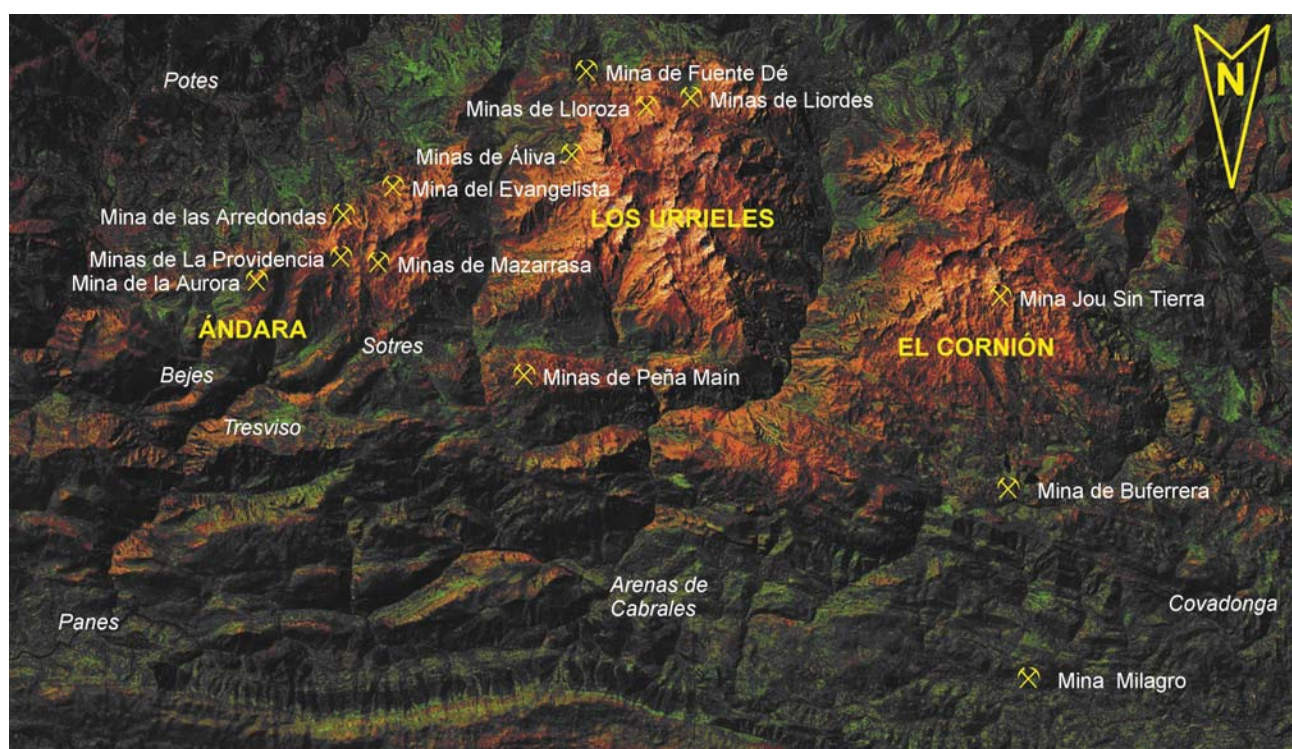 Potes
Mina de Fuente Dé
N
Minas de Lloroza
Minas de Liordes
Minas de Áliva
Mina del Evangelista
Mina de las Arredondas
LOS URRIELES
Minas de La Providencia
Minas de Mazarrasa
Mina de la Aurora
Mina Jou Sin Tierra
ÁNDARA
Sotres
EL CORNIÓN
Bejes
Minas de Peña Maín
Tresviso
Mina de Buferrera
Arenas de
Cabrales
Covadonga
Panes
Mina Milagro